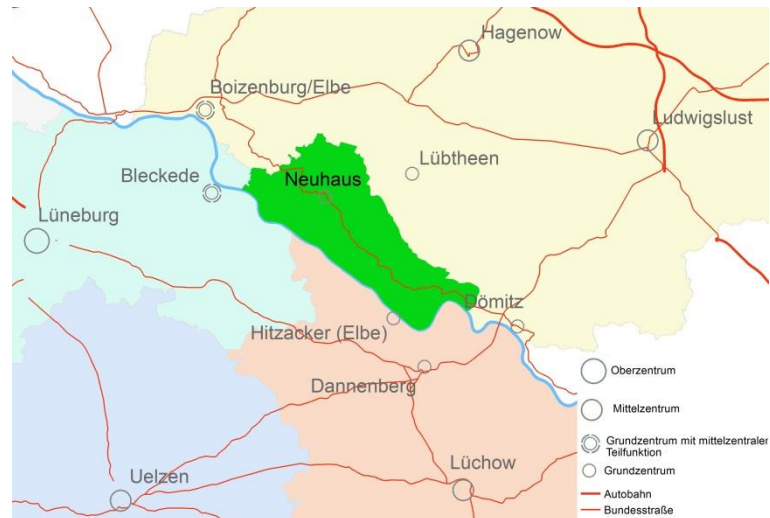 Hagenow
Boizenburg/Elbe
Ludwigslust
Lübtheen
Bleckede
Neuhaus
Lüneburg
Dömitz
Hitzacker (Elbe)
Dannenberg
Uelzen
Lüchow
Oberzentrum
Mittelzentrum
Grundzentrum mit mittelzentraler
Teilfunktion
Grundzentrum
Autobahn
Bundesstraße